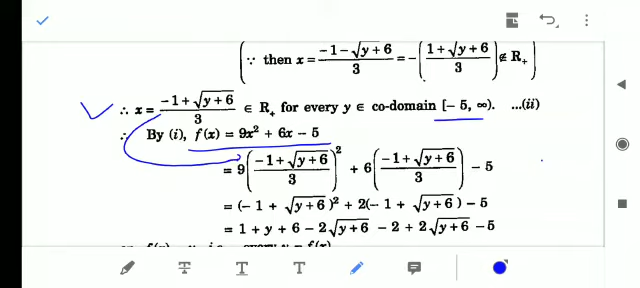 (∵ then x = (-1-√(y+6))/3 = -((1+√(y+6))/3) ∉ R₊)
∴ x = (-1+√(y+6))/3 ∈ R₊ for every y ∈ co-domain [– 5, ∞). ...(ii)
∴ By (i), f(x) = 9x² + 6x – 5
= 9((-1+√(y+6))/3)² + 6((-1+√(y+6))/3) – 5
= (– 1 + √(y+6))² + 2(– 1 + √(y+6)) – 5
= 1 + y + 6 – 2√(y+6) – 2 + 2√(y+6) – 5